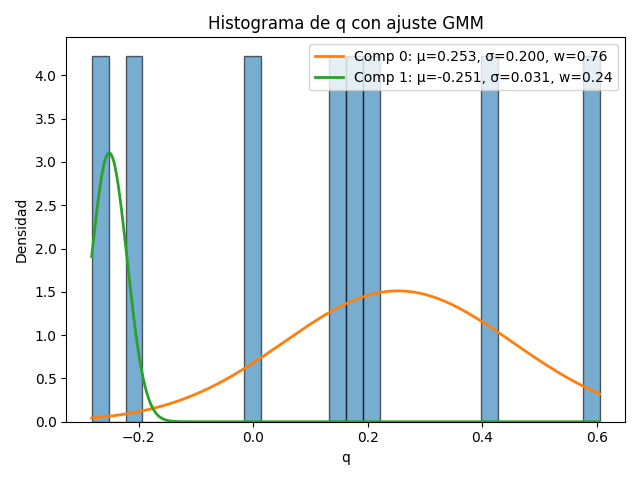 Histograma de q con ajuste GMM
Comp 0: μ=0.253, σ=0.200, w=0.76
Comp 1: μ=-0.251, σ=0.031, w=0.24
4.0
3.5
3.0
2.5
2.0
1.5
1.0
0.5
0.0
Densidad
−0.2
0.0
0.2
0.4
0.6
q